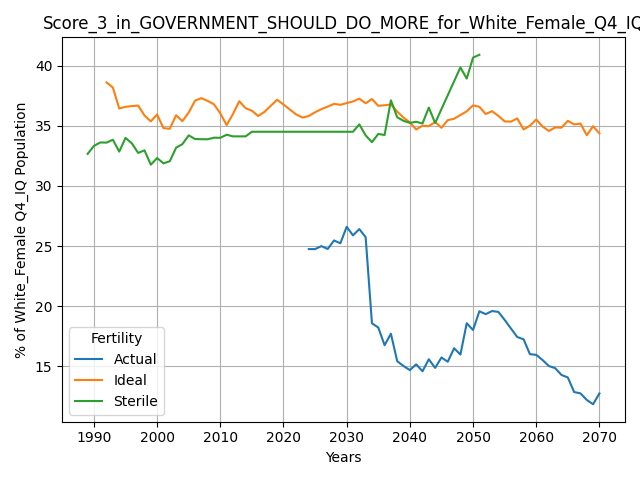 Score_3_in_GOVERNMENT_SHOULD_DO_MORE_for_White_Female_Q4_IQ
% of White_Female Q4_IQ Population
40
35
30
25
20
15
Fertility
Actual
Ideal
Sterile
1990 2000 2010 2020 2030 2040 2050 2060 2070
Years